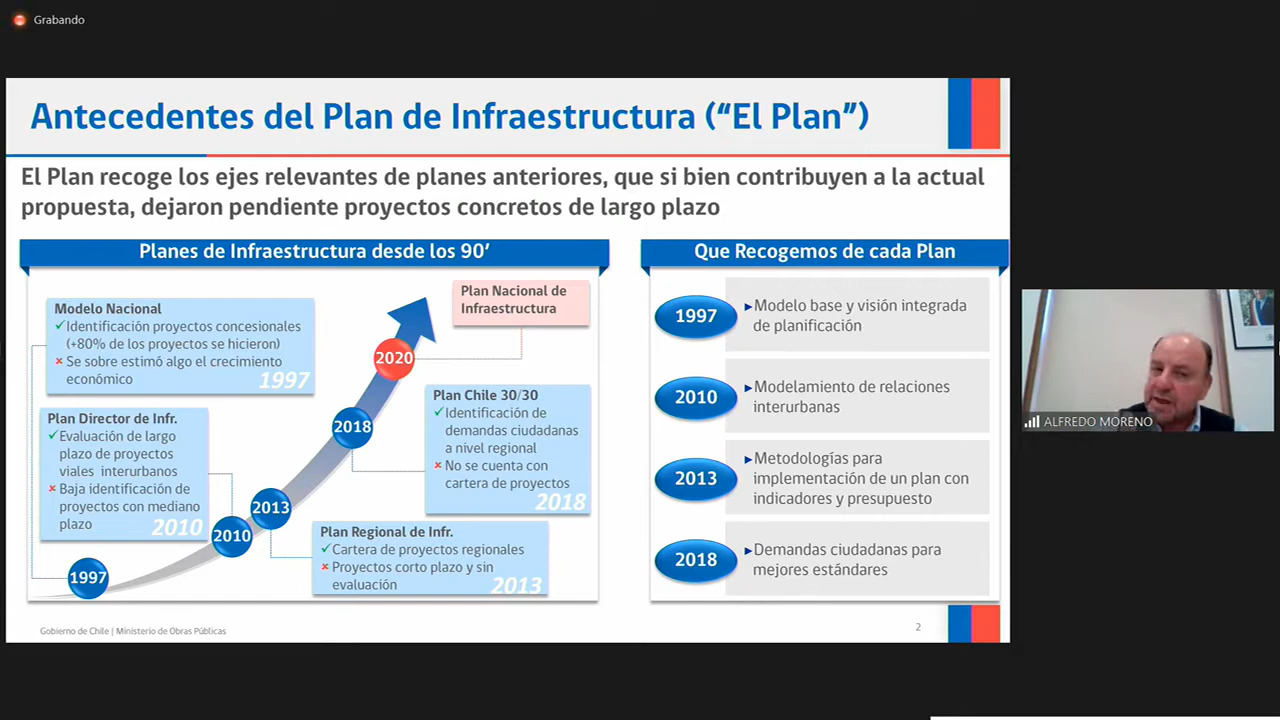 Grabando
Antecedentes del Plan de Infraestructura (“El Plan”)
El Plan recoge los ejes relevantes de planes anteriores, que si bien contribuyen a la actual
propuesta, dejaron pendiente proyectos concretos de largo plazo
Planes de Infraestructura desde los 90’
Modelo Nacional
✓Identificación proyectos concesionales
(+80% de los proyectos se hicieron)
× Se sobre estimó algo el crecimiento
económico
1997
Plan Director de Infr.
✓Evaluación de largo
plazo de proyectos
viales interurbanos
× Baja identificación de
proyectos con mediano
plazo
2010
Plan Nacional de
Infraestructura
Plan Chile 30/30
✓Identificación de
demandas ciudadanas
a nivel regional
× No se cuenta con
cartera de proyectos
2018
Plan Regional de Infr.
✓Cartera de proyectos regionales
× Proyectos corto plazo y sin
evaluación
2013
1997
2010
2013
2018
2020
Que Recogemos de cada Plan
1997
►Modelo base y visión integrada
de planificación
2010
►Modelamiento de relaciones
interurbanas
2013
►Metodologías para
implementación de un plan con
indicadores y presupuesto
2018
►Demandas ciudadanas para
mejores estándares
Gobierno de Chile | Ministerio de Obras Públicas
2
ALFREDO MORENO